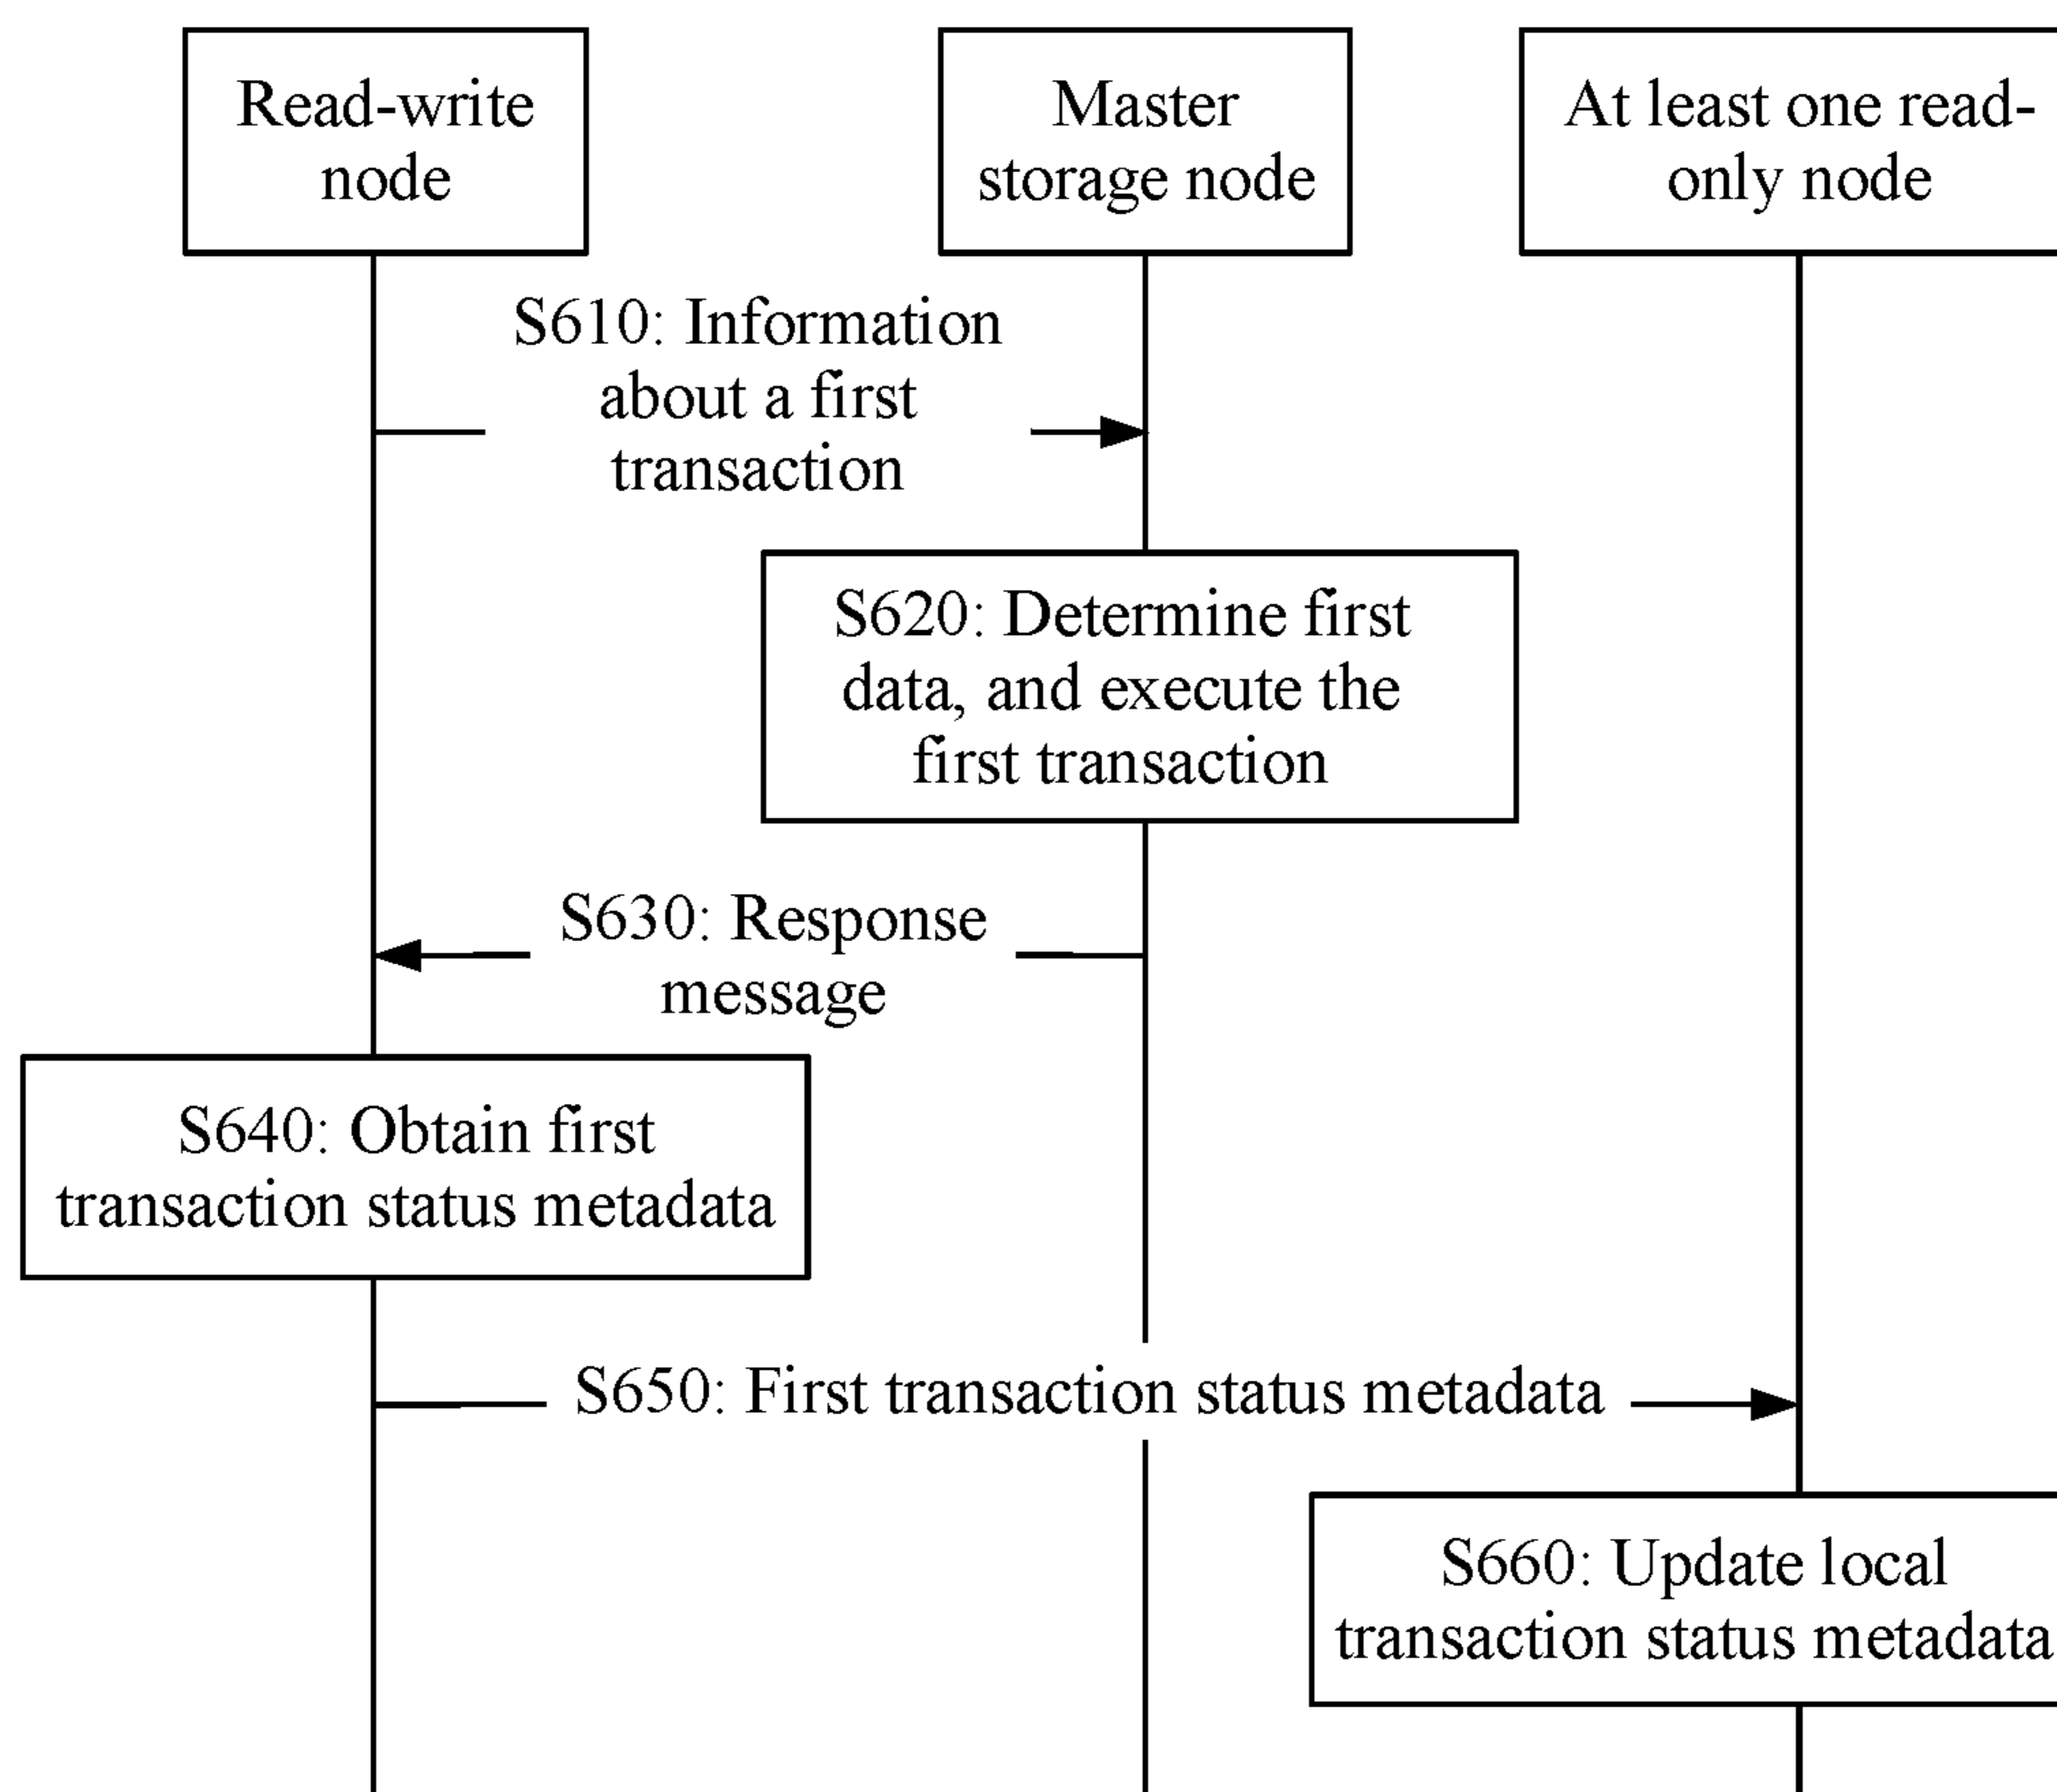 Read-write
node
Master
storage node
At least one read-
only node
S610: Information
about a first
transaction
S620: Determine first
data, and execute the
first transaction
S630: Response
message
S640: Obtain first
transaction status metadata
S650: First transaction status metadata
S660: Update local
transaction status metadata